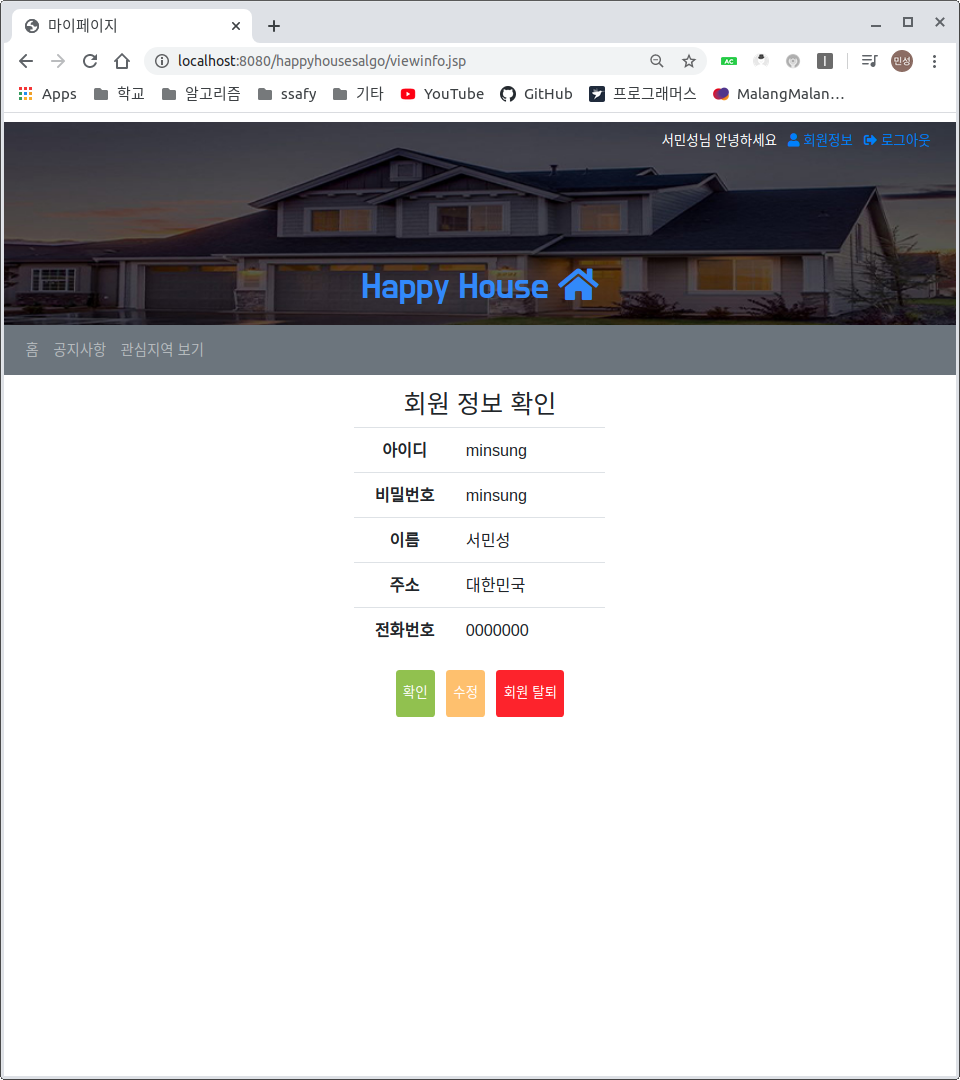 마이페이지
localhost:8080/happyhousesalgo/viewinfo.jsp
AC
민성
Apps 학교 알고리즘 ssafy 기타 YouTube GitHub 프로그래머스 MalangMalan...
서민성님 안녕하세요 회원정보 로그아웃
Happy House
홈 공지사항 관심지역 보기
회원 정보 확인
아이디 minsung
비밀번호 minsung
이름 서민성
주소 대한민국
전화번호 0000000
확인 수정 회원 탈퇴